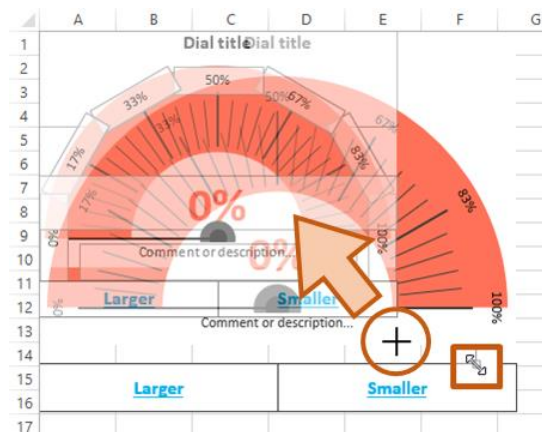 A B C D E F G
1
Dial title Dial title
2
50%
3
33% 50% 67%
4
33% 67%
5
17% 83%
6
7
17% 0% 83%
8
9
0% 100%
10
Comment or description... 0%
11
Larger Smaller
12
0% 100%
Comment or description...
13
14
15
Larger Smaller
16
17